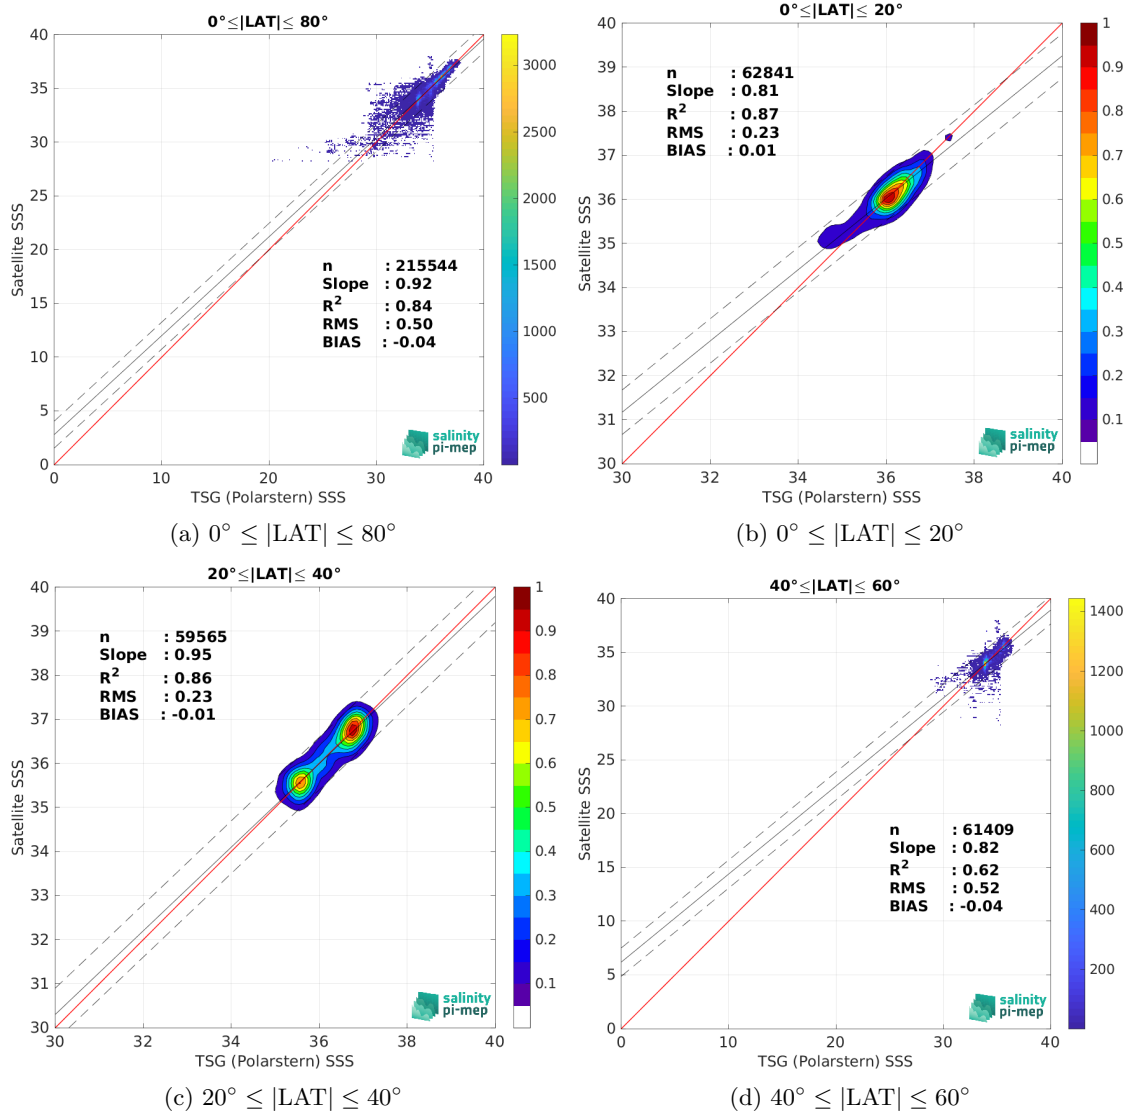 0°≤|LAT|≤ 80°
40
35
30
25
20
15
10
5
0
0
10
20
30
40
Satellite SSS
TSG (Polarstern) SSS
n : 215544
Slope : 0.92
R² : 0.84
RMS : 0.50
BIAS : -0.04
salinity
pi-mep
3000
2500
2000
1500
1000
500
(a) 0° ≤ |LAT| ≤ 80°
0°≤|LAT|≤ 20°
40
39
38
37
36
35
34
33
32
31
30
30
32
34
36
38
40
Satellite SSS
TSG (Polarstern) SSS
n : 62841
Slope : 0.81
R² : 0.87
RMS : 0.23
BIAS : 0.01
salinity
pi-mep
1
0.9
0.8
0.7
0.6
0.5
0.4
0.3
0.2
0.1
(b) 0° ≤ |LAT| ≤ 20°
20°≤|LAT|≤ 40°
40
39
38
37
36
35
34
33
32
31
30
30
32
34
36
38
40
Satellite SSS
TSG (Polarstern) SSS
n : 59565
Slope : 0.95
R² : 0.86
RMS : 0.23
BIAS : -0.01
salinity
pi-mep
1
0.9
0.8
0.7
0.6
0.5
0.4
0.3
0.2
0.1
(c) 20° ≤ |LAT| ≤ 40°
40°≤|LAT|≤ 60°
40
35
30
25
20
15
10
5
0
0
10
20
30
40
Satellite SSS
TSG (Polarstern) SSS
n : 61409
Slope : 0.82
R² : 0.62
RMS : 0.52
BIAS : -0.04
salinity
pi-mep
1400
1200
1000
800
600
400
200
(d) 40° ≤ |LAT| ≤ 60°